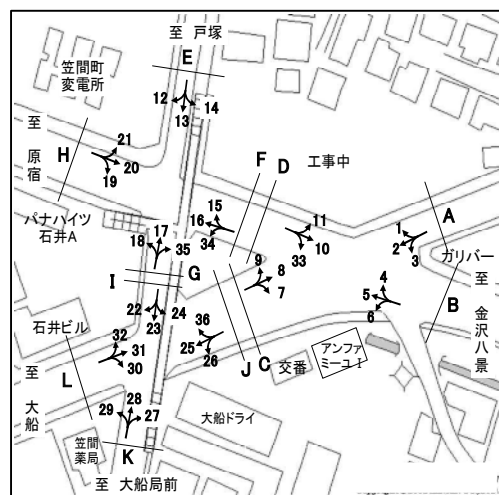 至 戸塚
E
笠間町
変電所
12
14
13
至
原
宿
H
21
20
19
F
D
工事中
15
16
34
11
10
33
1
2
3
A
ガリバー
パナハイツ
石井A
17
18
35
9
8
7
G
I
4
5
6
B
至
金
沢
八
景
22
24
23
36
25
26
石井ビル
32
31
30
J
C
交番
アンファ
ミーユ I
至
大
船
L
28
29
27
大船ドライ
笠間
薬局
K
至 大船局前